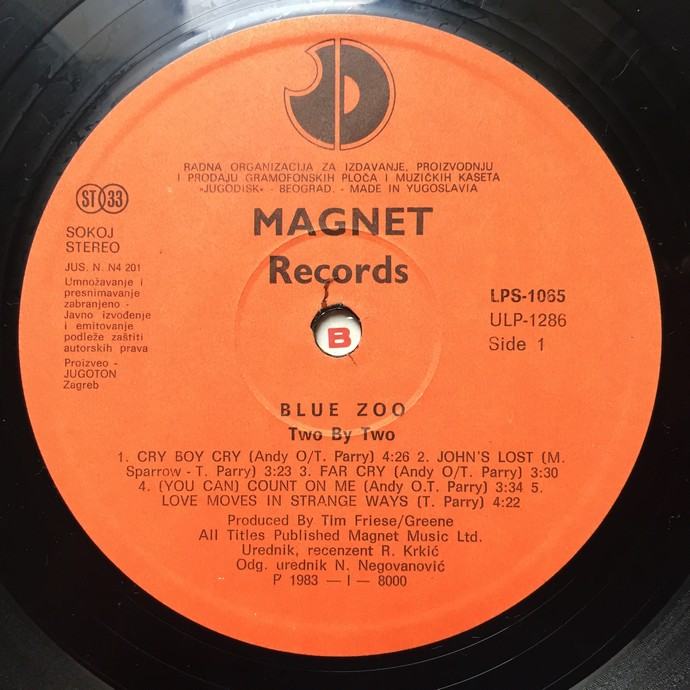 RADNA ORGANIZACIJA ZA IZDAVANJE, PROIZVODNJU
I PRODAJU GRAMOFONSKIH PLOČA I MUZIČKIH KASETA
»JUGODISK« - BEOGRAD. - MADE IN YUGOSLAVIA
MAGNET
Records
ST 33
SOKOJ
STEREO
JUS. N. N4 201
Umnožavanje i
presnimavanje
zabranjeno -
Javno izvođenje
i emitovanje
podleže zaštiti
autorskih prava
Proizveo -
JUGOTON
Zagreb
LPS-1065
ULP-1286
Side 1
B
BLUE ZOO
Two By Two
1. CRY BOY CRY (Andy O/T. Parry) 4:26 2. JOHN'S LOST (M.
Sparrow - T. Parry) 3:23 3. FAR CRY (Andy O/T. Parry) 3:30
4. (YOU CAN) COUNT ON ME (Andy O.T. Parry) 3:34 5.
LOVE MOVES IN STRANGE WAYS (T. Parry) 4:22
Produced By Tim Friese/Greene
All Titles Published Magnet Music Ltd.
Urednik, recenzent R. Krkić
Odg. urednik N. Negovanović
P 1983 — I — 8000